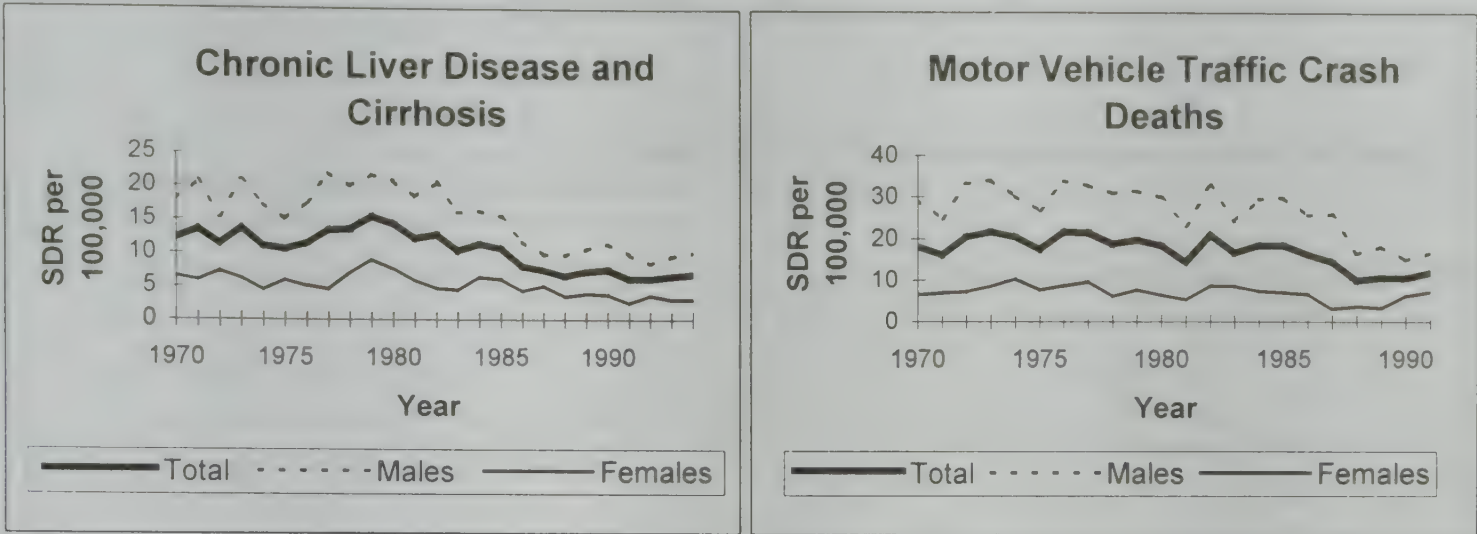 Chronic Liver Disease and
Cirrhosis
SDR per
100,000
25
20
15
10
5
0
1970
1975
1980
1985
1990
Year
Total
Males
Females
Motor Vehicle Traffic Crash
Deaths
SDR per
100,000
40
30
20
10
0
1970
1975
1980
1985
1990
Year
Total
Males
Females